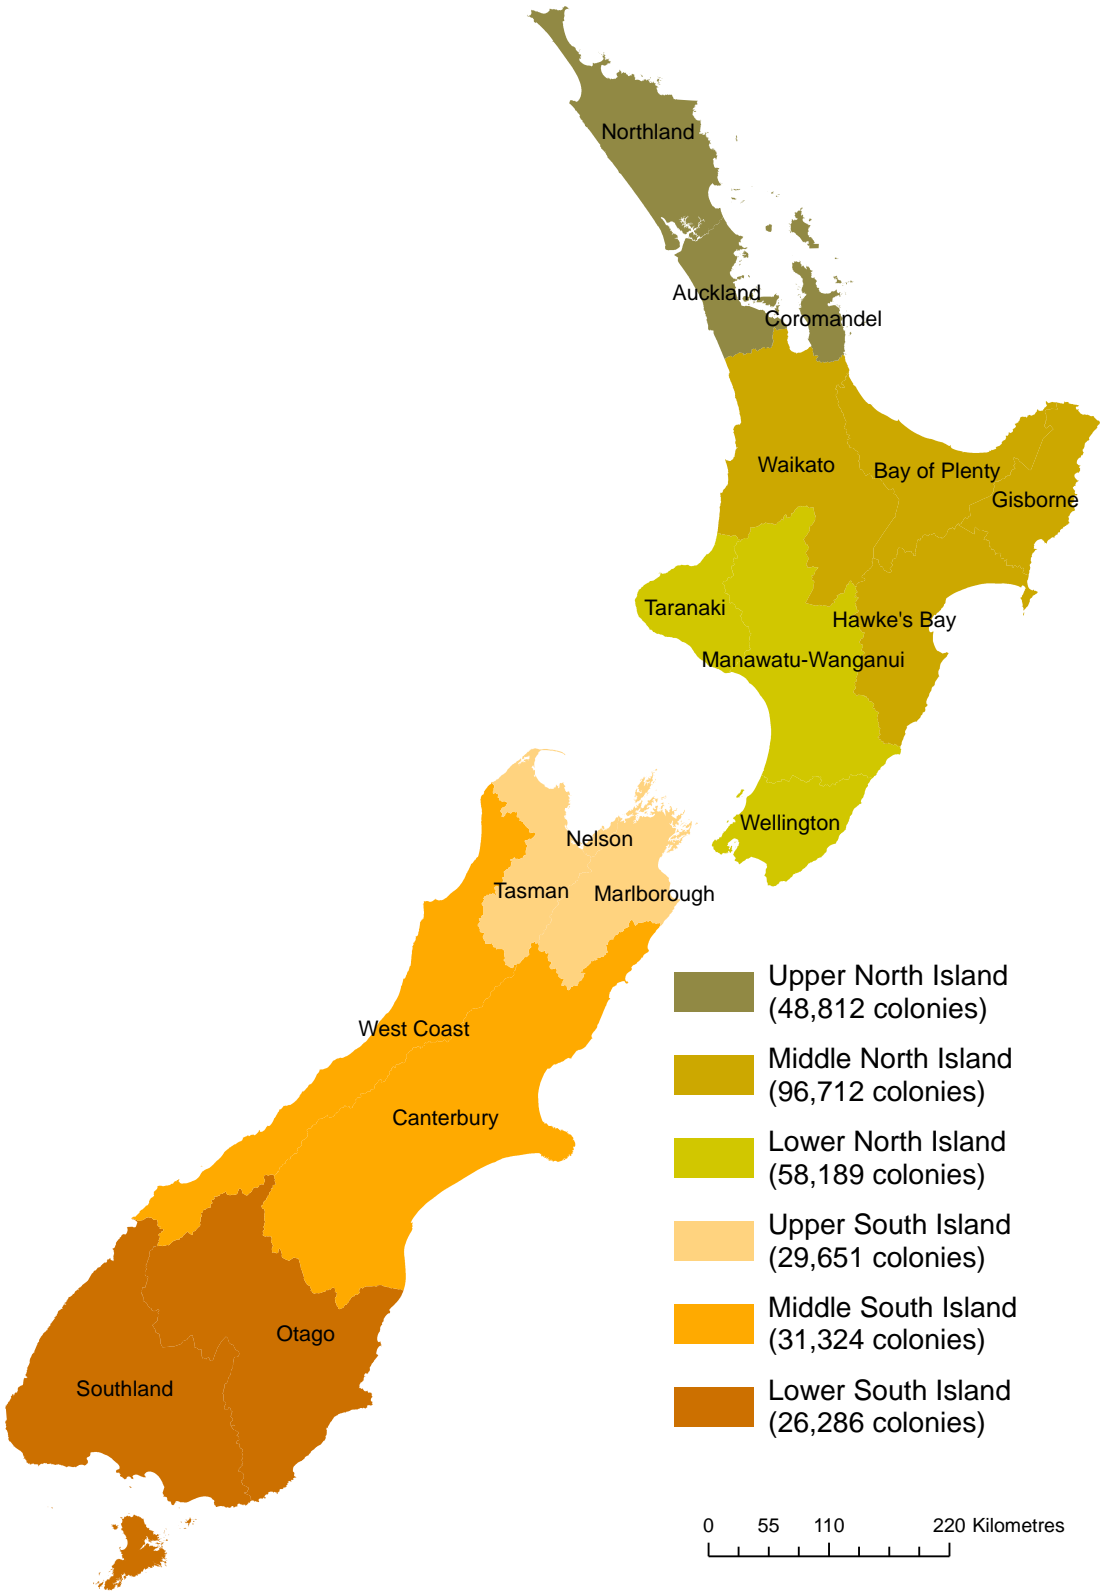 Northland
Auckland
Coromandel
Waikato
Bay of Plenty
Gisborne
Taranaki
Hawke's Bay
Manawatu-Wanganui
Wellington
Nelson
Tasman
Marlborough
West Coast
Canterbury
Otago
Southland
Upper North Island
(48,812 colonies)
Middle North Island
(96,712 colonies)
Lower North Island
(58,189 colonies)
Upper South Island
(29,651 colonies)
Middle South Island
(31,324 colonies)
Lower South Island
(26,286 colonies)
0 55 110 220 Kilometres